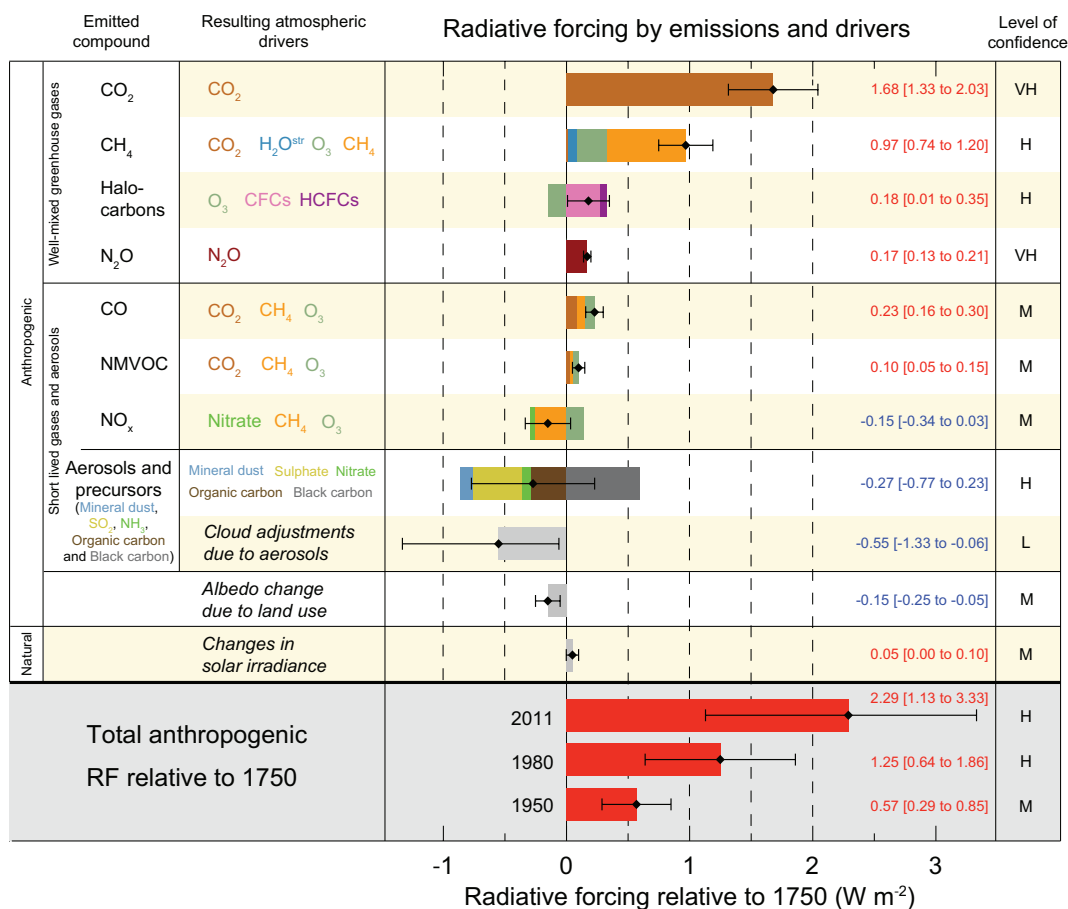 Emitted compound
Resulting atmospheric drivers
Radiative forcing by emissions and drivers
Level of confidence
Anthropogenic
Well-mixed greenhouse gases
CO₂
CO₂
1.68 [1.33 to 2.03]
VH
CH₄
CO₂ H₂Oˢᵗʳ O₃ CH₄
0.97 [0.74 to 1.20]
H
Halo-
carbons
O₃ CFCs HCFCs
0.18 [0.01 to 0.35]
H
N₂O
N₂O
0.17 [0.13 to 0.21]
VH
Short lived gases and aerosols
CO
CO₂ CH₄ O₃
0.23 [0.16 to 0.30]
M
NMVOC
CO₂ CH₄ O₃
0.10 [0.05 to 0.15]
M
NOₓ
Nitrate CH₄ O₃
-0.15 [-0.34 to 0.03]
M
Aerosols and
precursors
(Mineral dust,
SO₂, NH₃,
Organic carbon
and Black carbon)
Mineral dust Sulphate Nitrate
Organic carbon Black carbon
-0.27 [-0.77 to 0.23]
H
Cloud adjustments
due to aerosols
-0.55 [-1.33 to -0.06]
L
Albedo change
due to land use
-0.15 [-0.25 to -0.05]
M
Natural
Changes in
solar irradiance
0.05 [0.00 to 0.10]
M
Total anthropogenic
RF relative to 1750
2011
2.29 [1.13 to 3.33]
H
1980
1.25 [0.64 to 1.86]
H
1950
0.57 [0.29 to 0.85]
M
-1 0 1 2 3
Radiative forcing relative to 1750 (W m⁻²)